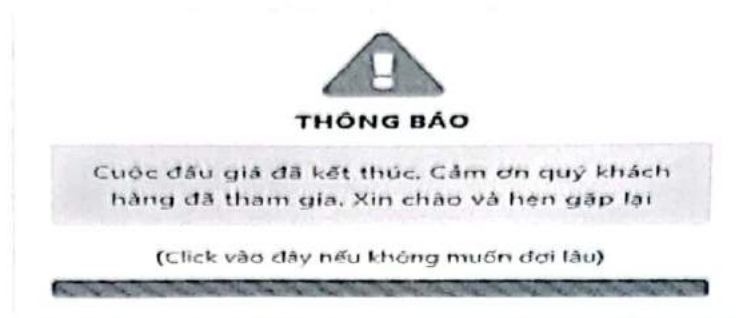 THÔNG BÁO
Cuộc đấu giá đã kết thúc. Cảm ơn quý khách
hàng đã tham gia. Xin chào và hẹn gặp lại
(Click vào đây nếu không muốn đợi lâu)